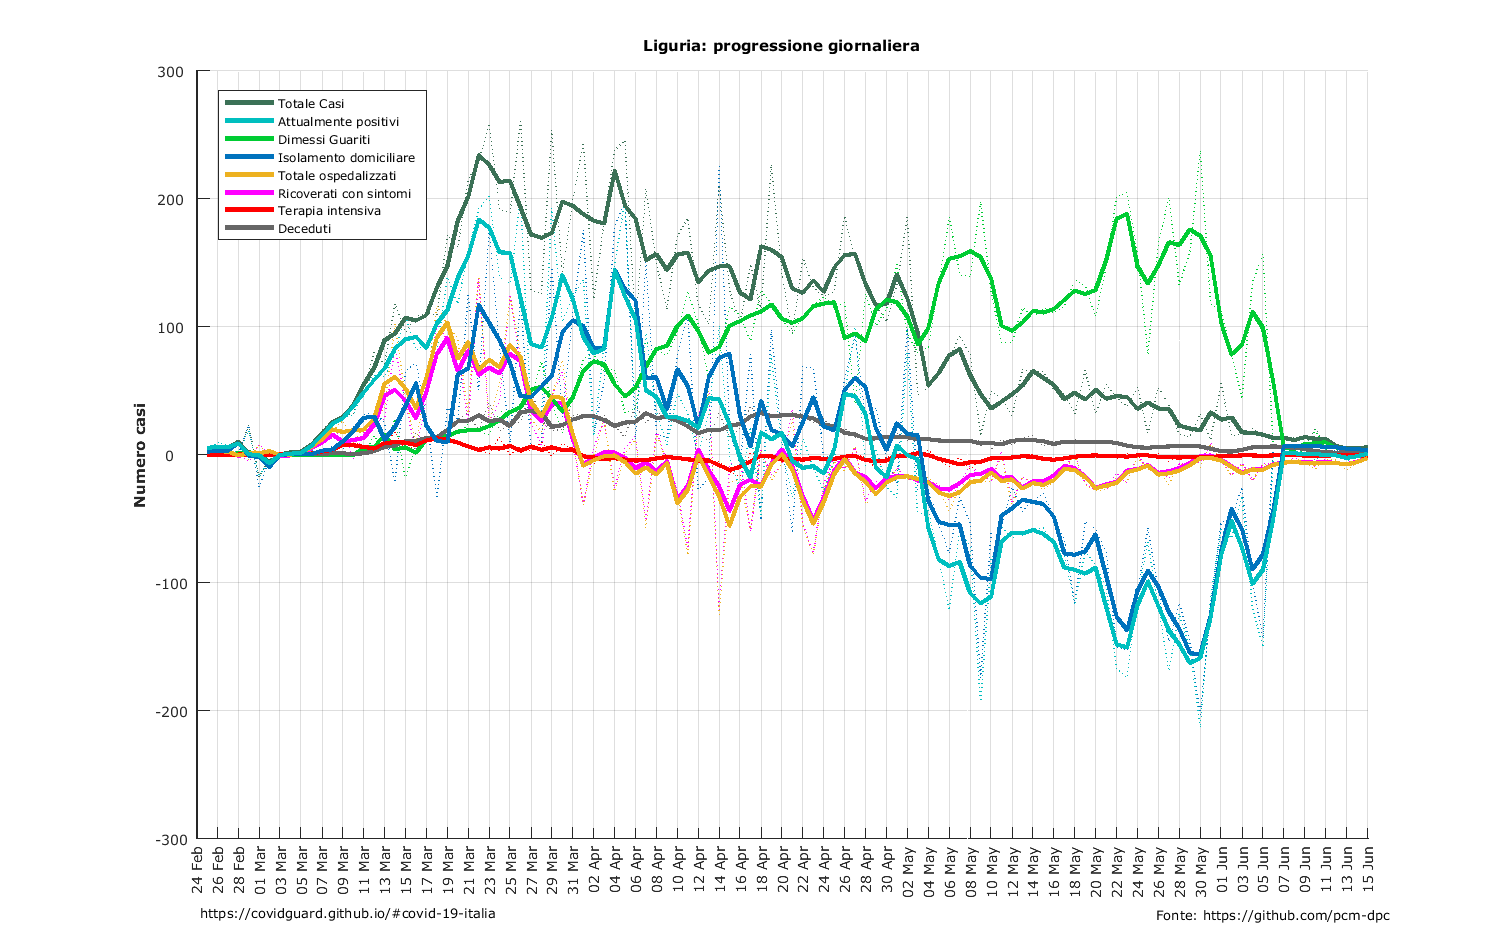 Liguria: progressione giornaliera
300
200
100
0
-100
-200
-300
Numero casi
Totale Casi
Attualmente positivi
Dimessi Guariti
Isolamento domiciliare
Totale ospedalizzati
Ricoverati con sintomi
Terapia intensiva
Deceduti
24 Feb
26 Feb
28 Feb
01 Mar
03 Mar
05 Mar
07 Mar
09 Mar
11 Mar
13 Mar
15 Mar
17 Mar
19 Mar
21 Mar
23 Mar
25 Mar
27 Mar
29 Mar
31 Mar
02 Apr
04 Apr
06 Apr
08 Apr
10 Apr
12 Apr
14 Apr
16 Apr
18 Apr
20 Apr
22 Apr
24 Apr
26 Apr
28 Apr
30 Apr
02 May
04 May
06 May
08 May
10 May
12 May
14 May
16 May
18 May
20 May
22 May
24 May
26 May
28 May
30 May
01 Jun
03 Jun
05 Jun
07 Jun
09 Jun
11 Jun
13 Jun
15 Jun
https://covidguard.github.io/#covid-19-italia
Fonte: https://github.com/pcm-dpc